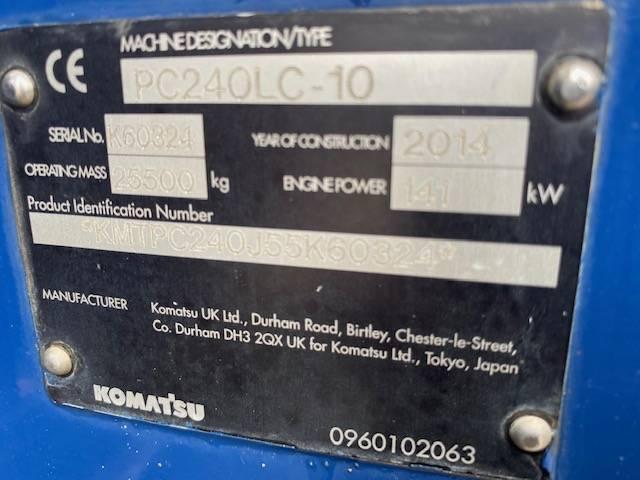 MACHINE DESIGNATION/TYPE
CE PC240LC-10
SERIAL No. K60324 YEAR OF CONSTRUCTION 2014
OPERATING MASS 25500 kg ENGINE POWER 141 kW
Product Identification Number
*KMTPC240J55K60324*
MANUFACTURER Komatsu UK Ltd., Durham Road, Birtley, Chester-le-Street,
Co. Durham DH3 2QX UK for Komatsu Ltd., Tokyo, Japan
KOMATSU
0960102063